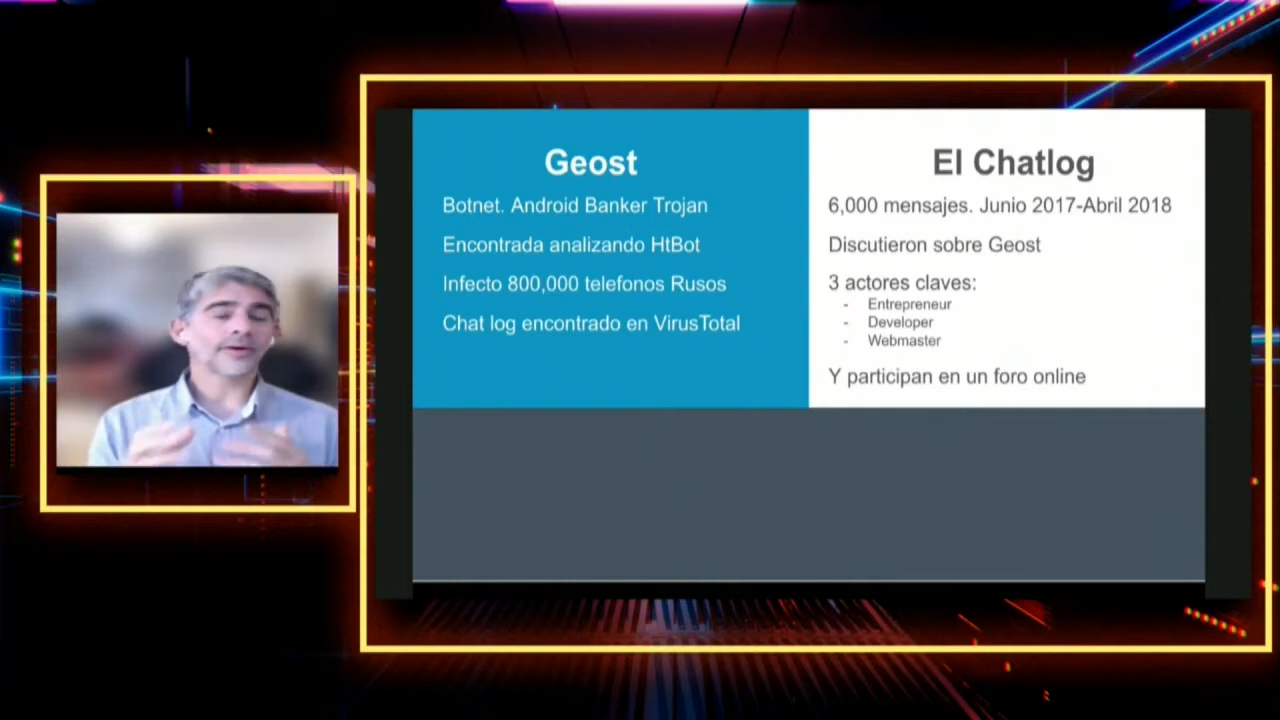 Geost
Botnet. Android Banker Trojan
Encontrada analizando HtBot
Infecto 800,000 telefonos Rusos
Chat log encontrado en VirusTotal
El Chatlog
6,000 mensajes. Junio 2017-Abril 2018
Discutieron sobre Geost
3 actores claves:
- Entrepreneur
- Developer
- Webmaster
Y participan en un foro online